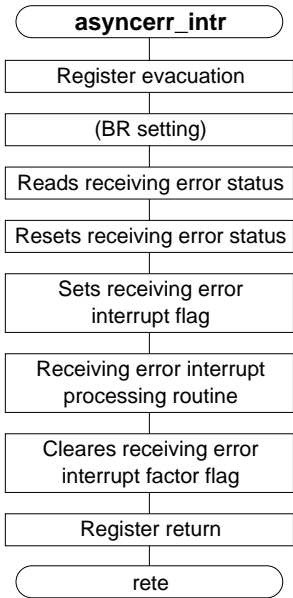 asyncerr_intr
Register evacuation
(BR setting)
Reads receiving error status
Resets receiving error status
Sets receiving error
interrupt flag
Receiving error interrupt
processing routine
Cleares receiving error
interrupt factor flag
Register return
rete